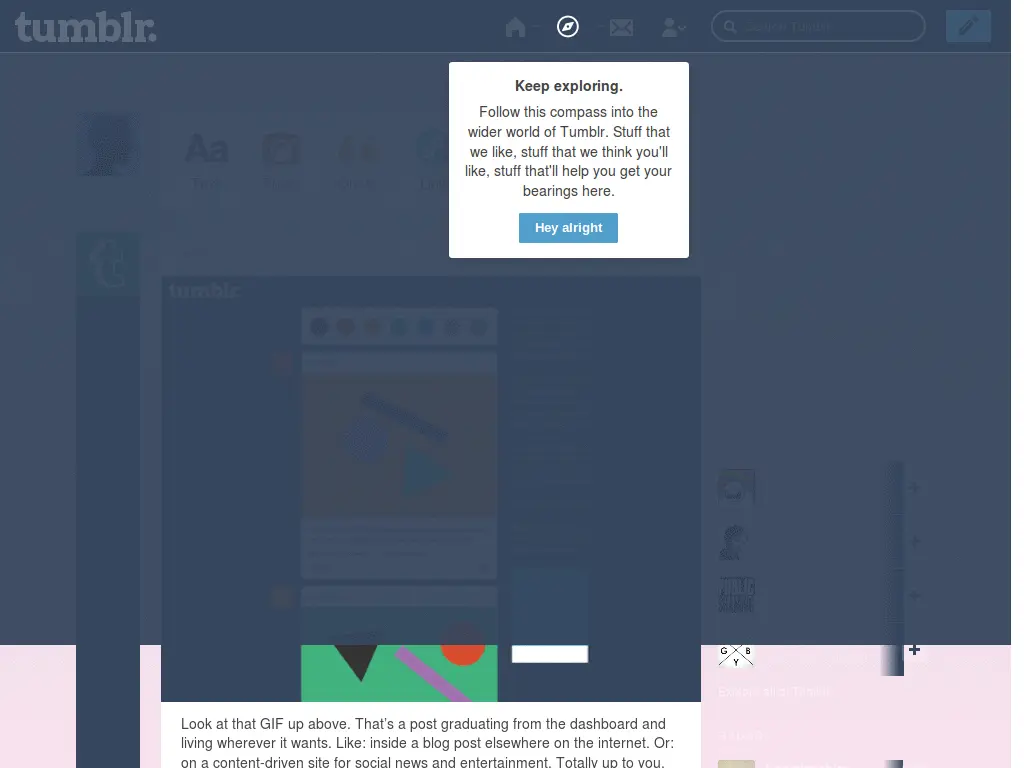 tumblr.
Search Tumblr
Keep exploring.
Follow this compass into the
wider world of Tumblr. Stuff that
we like, stuff that we think you'll
like, stuff that'll help you get your
bearings here.
Hey alright
Aa
Text
Link
tumblr.
G B
Y
Explore all of Tumblr
Look at that GIF up above. That's a post graduating from the dashboard and
living wherever it wants. Like: inside a blog post elsewhere on the internet. Or:
on a content-driven site for social news and entertainment. Totally up to you.